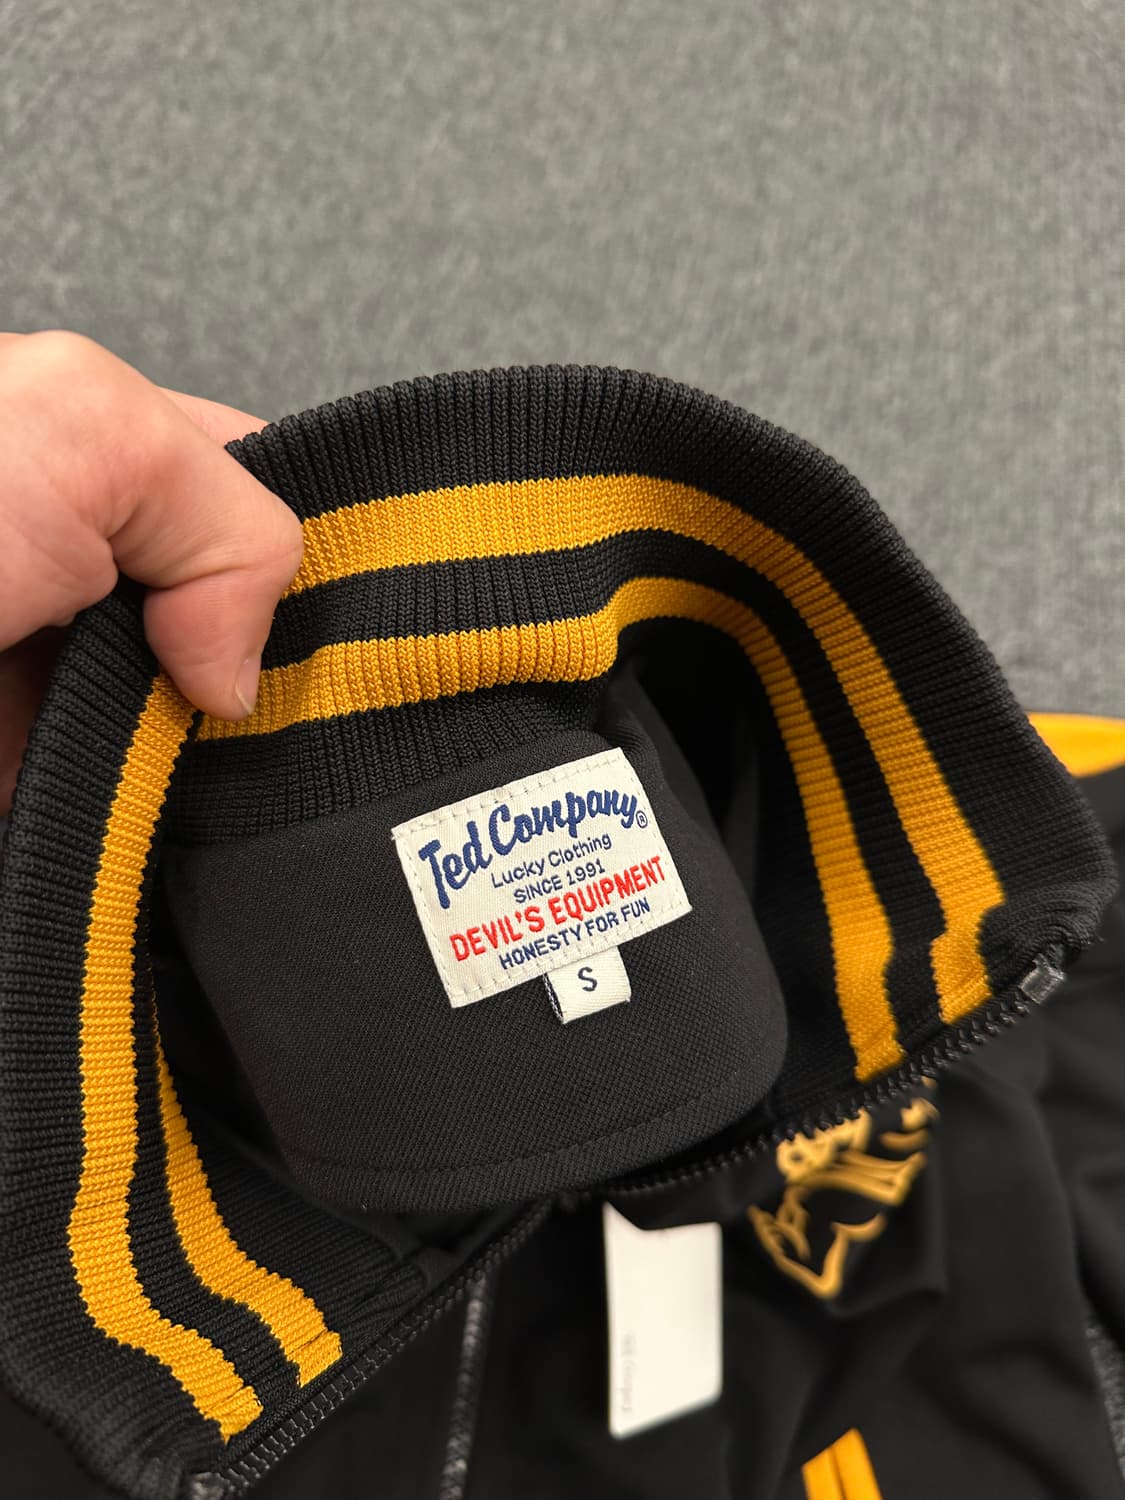 Ted Company®
Lucky Clothing
SINCE 1991
DEVIL'S EQUIPMENT
HONESTY FOR FUN
S